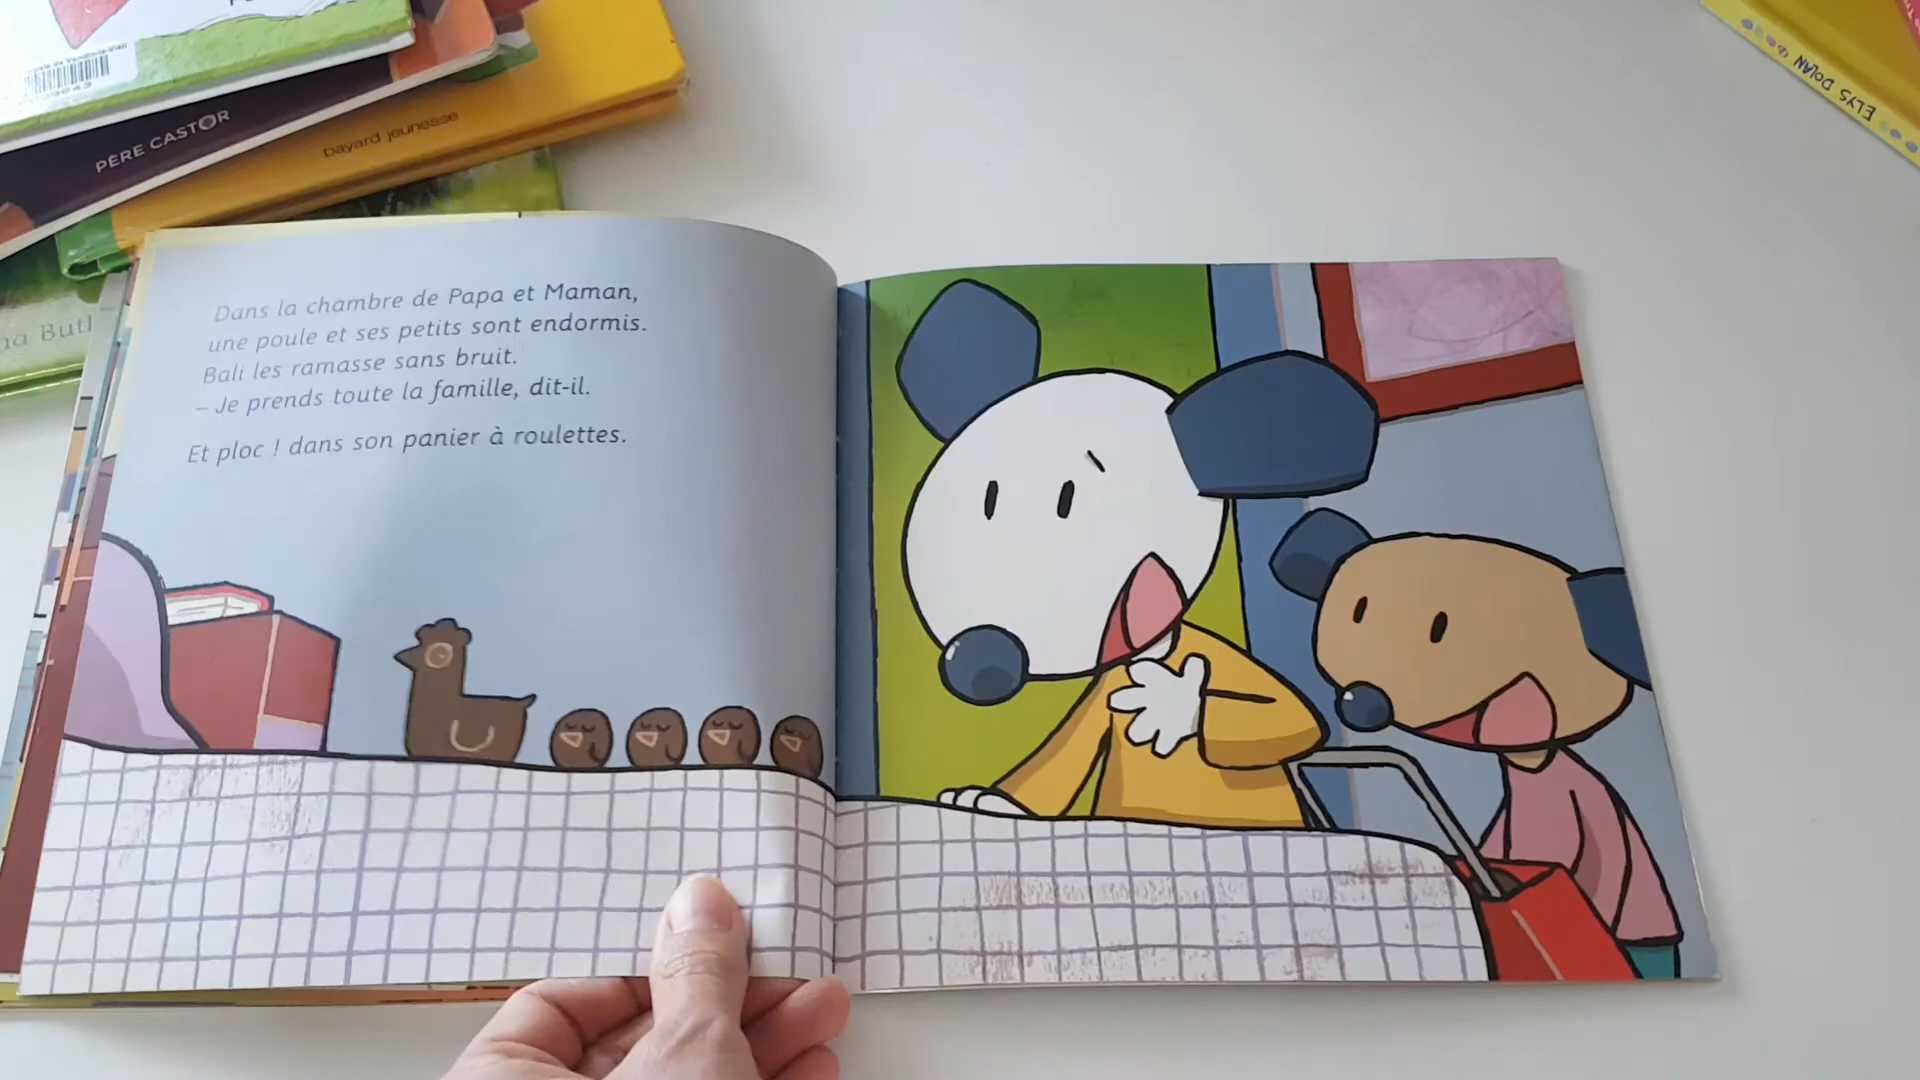 PÈRE CASTOR
bayard jeunesse
ELYS DOLAN
Dans la chambre de Papa et Maman,
une poule et ses petits sont endormis.
Bali les ramasse sans bruit.
– Je prends toute la famille, dit-il.
Et ploc ! dans son panier à roulettes.